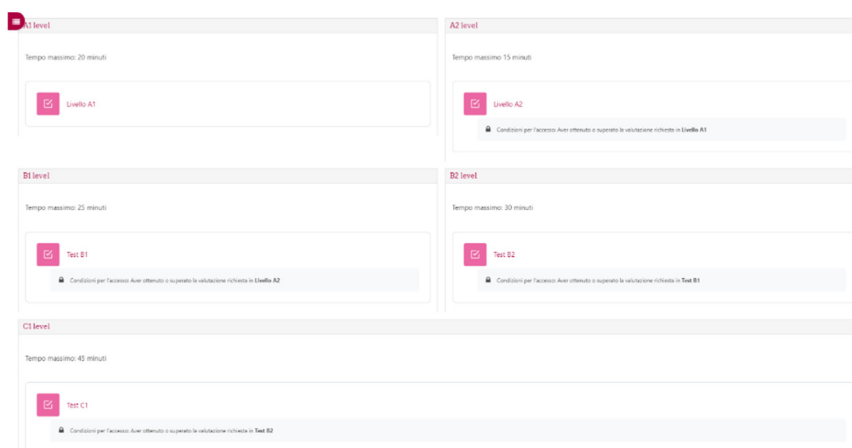 A1 level
Tempo massimo: 20 minuti
Livello A1
A2 level
Tempo massimo 15 minuti
Livello A2
Condizioni per l'accesso: Aver ottenuto o superato la valutazione richiesta in Livello A1
B1 level
Tempo massimo: 25 minuti
Test B1
Condizioni per l'accesso: Aver ottenuto o superato la valutazione richiesta in Livello A2
B2 level
Tempo massimo: 30 minuti
Test B2
Condizioni per l'accesso: Aver ottenuto o superato la valutazione richiesta in Test B1
C1 level
Tempo massimo: 45 minuti
Test C1
Condizioni per l'accesso: Aver ottenuto o superato la valutazione richiesta in Test B2